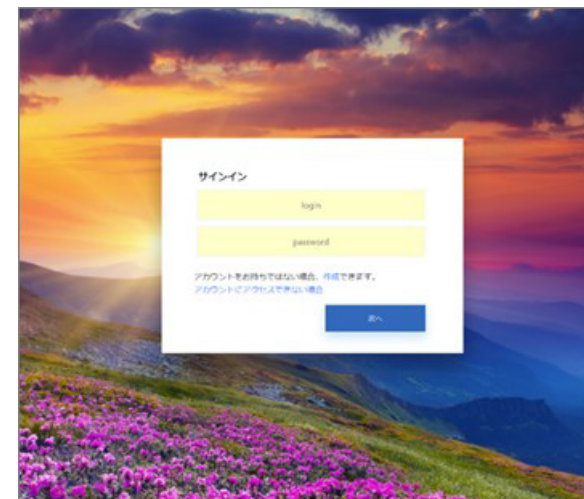 サインイン
login
password
アカウントをお持ちではない場合、作成できます。
アカウントにアクセスできない場合
次へ